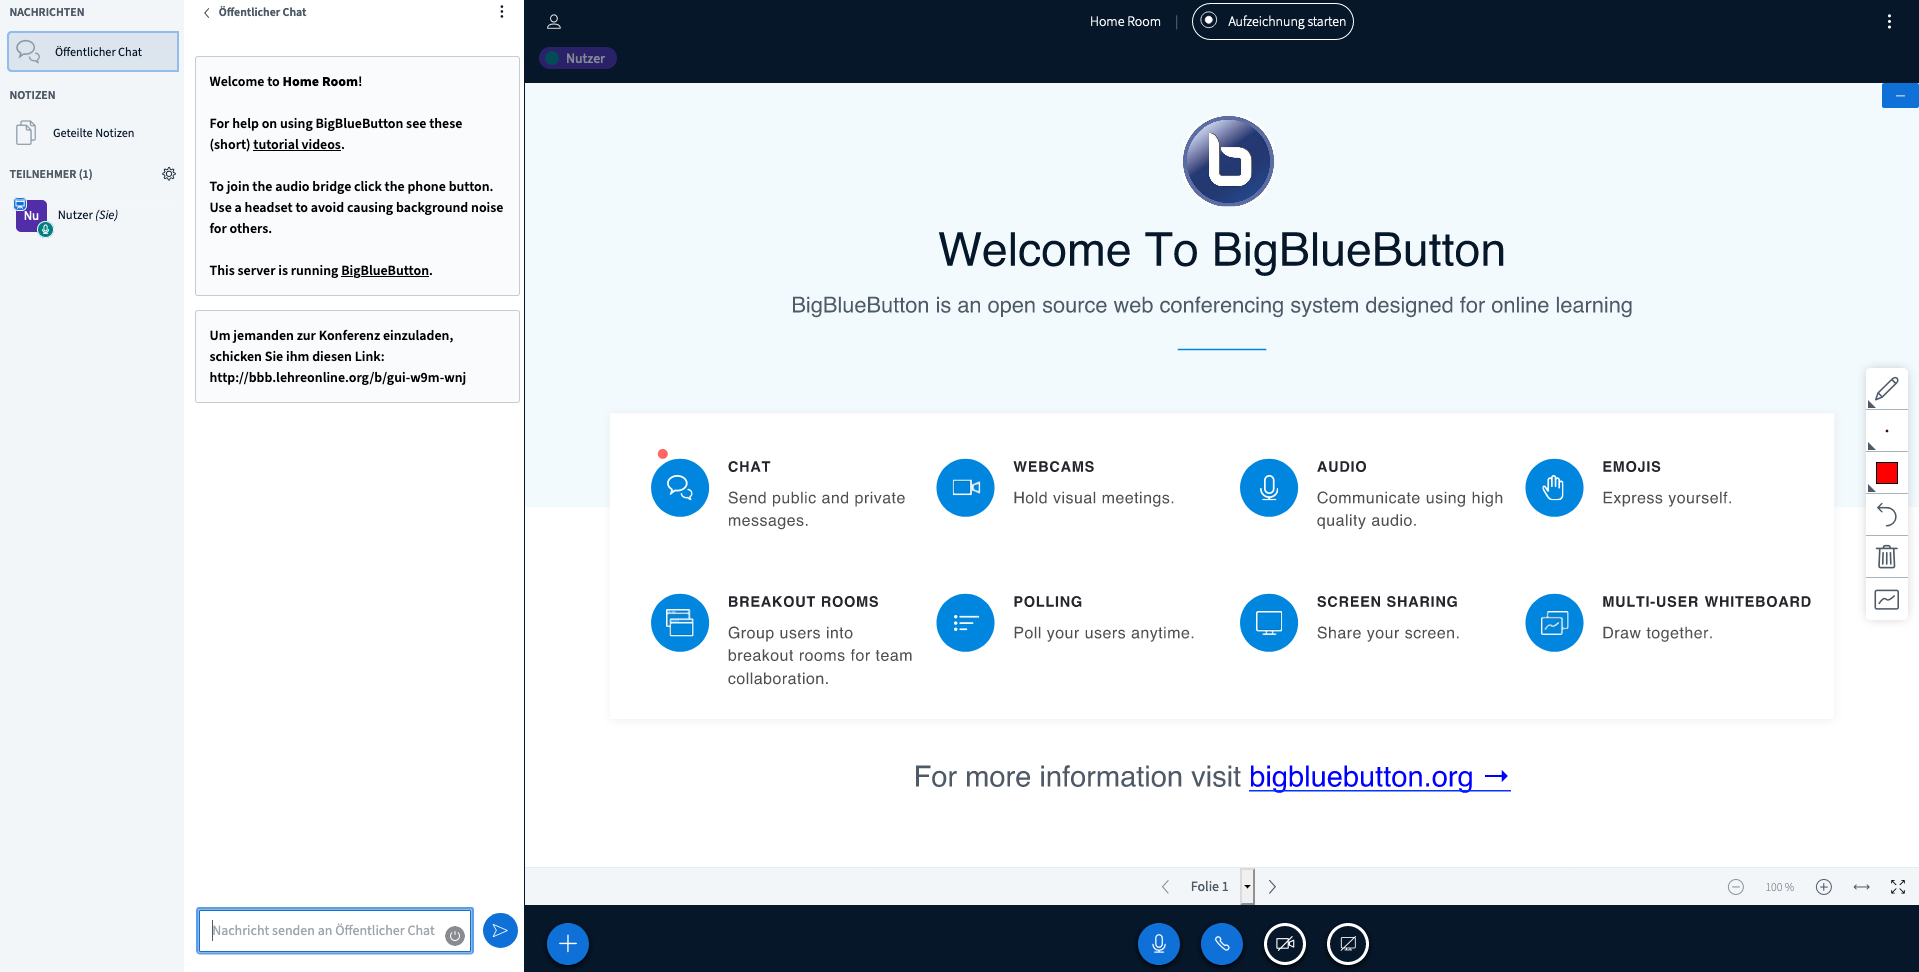 NACHRICHTEN
Öffentlicher Chat
NOTIZEN
Geteilte Notizen
TEILNEHMER (1)
Nu
Nutzer (Sie)
Öffentlicher Chat
Welcome to Home Room!
For help on using BigBlueButton see these
(short) tutorial videos.
To join the audio bridge click the phone button.
Use a headset to avoid causing background noise
for others.
This server is running BigBlueButton.
Um jemanden zur Konferenz einzuladen,
schicken Sie ihm diesen Link:
http://bbb.lehreonline.org/b/gui-w9m-wnj
Nachricht senden an Öffentlicher Chat
Home Room | Aufzeichnung starten
Nutzer
b
Welcome To BigBlueButton
BigBlueButton is an open source web conferencing system designed for online learning
CHAT
Send public and private
messages.
WEBCAMS
Hold visual meetings.
AUDIO
Communicate using high
quality audio.
EMOJIS
Express yourself.
BREAKOUT ROOMS
Group users into
breakout rooms for team
collaboration.
POLLING
Poll your users anytime.
SCREEN SHARING
Share your screen.
MULTI-USER WHITEBOARD
Draw together.
For more information visit bigbluebutton.org →
Folie 1
100 %